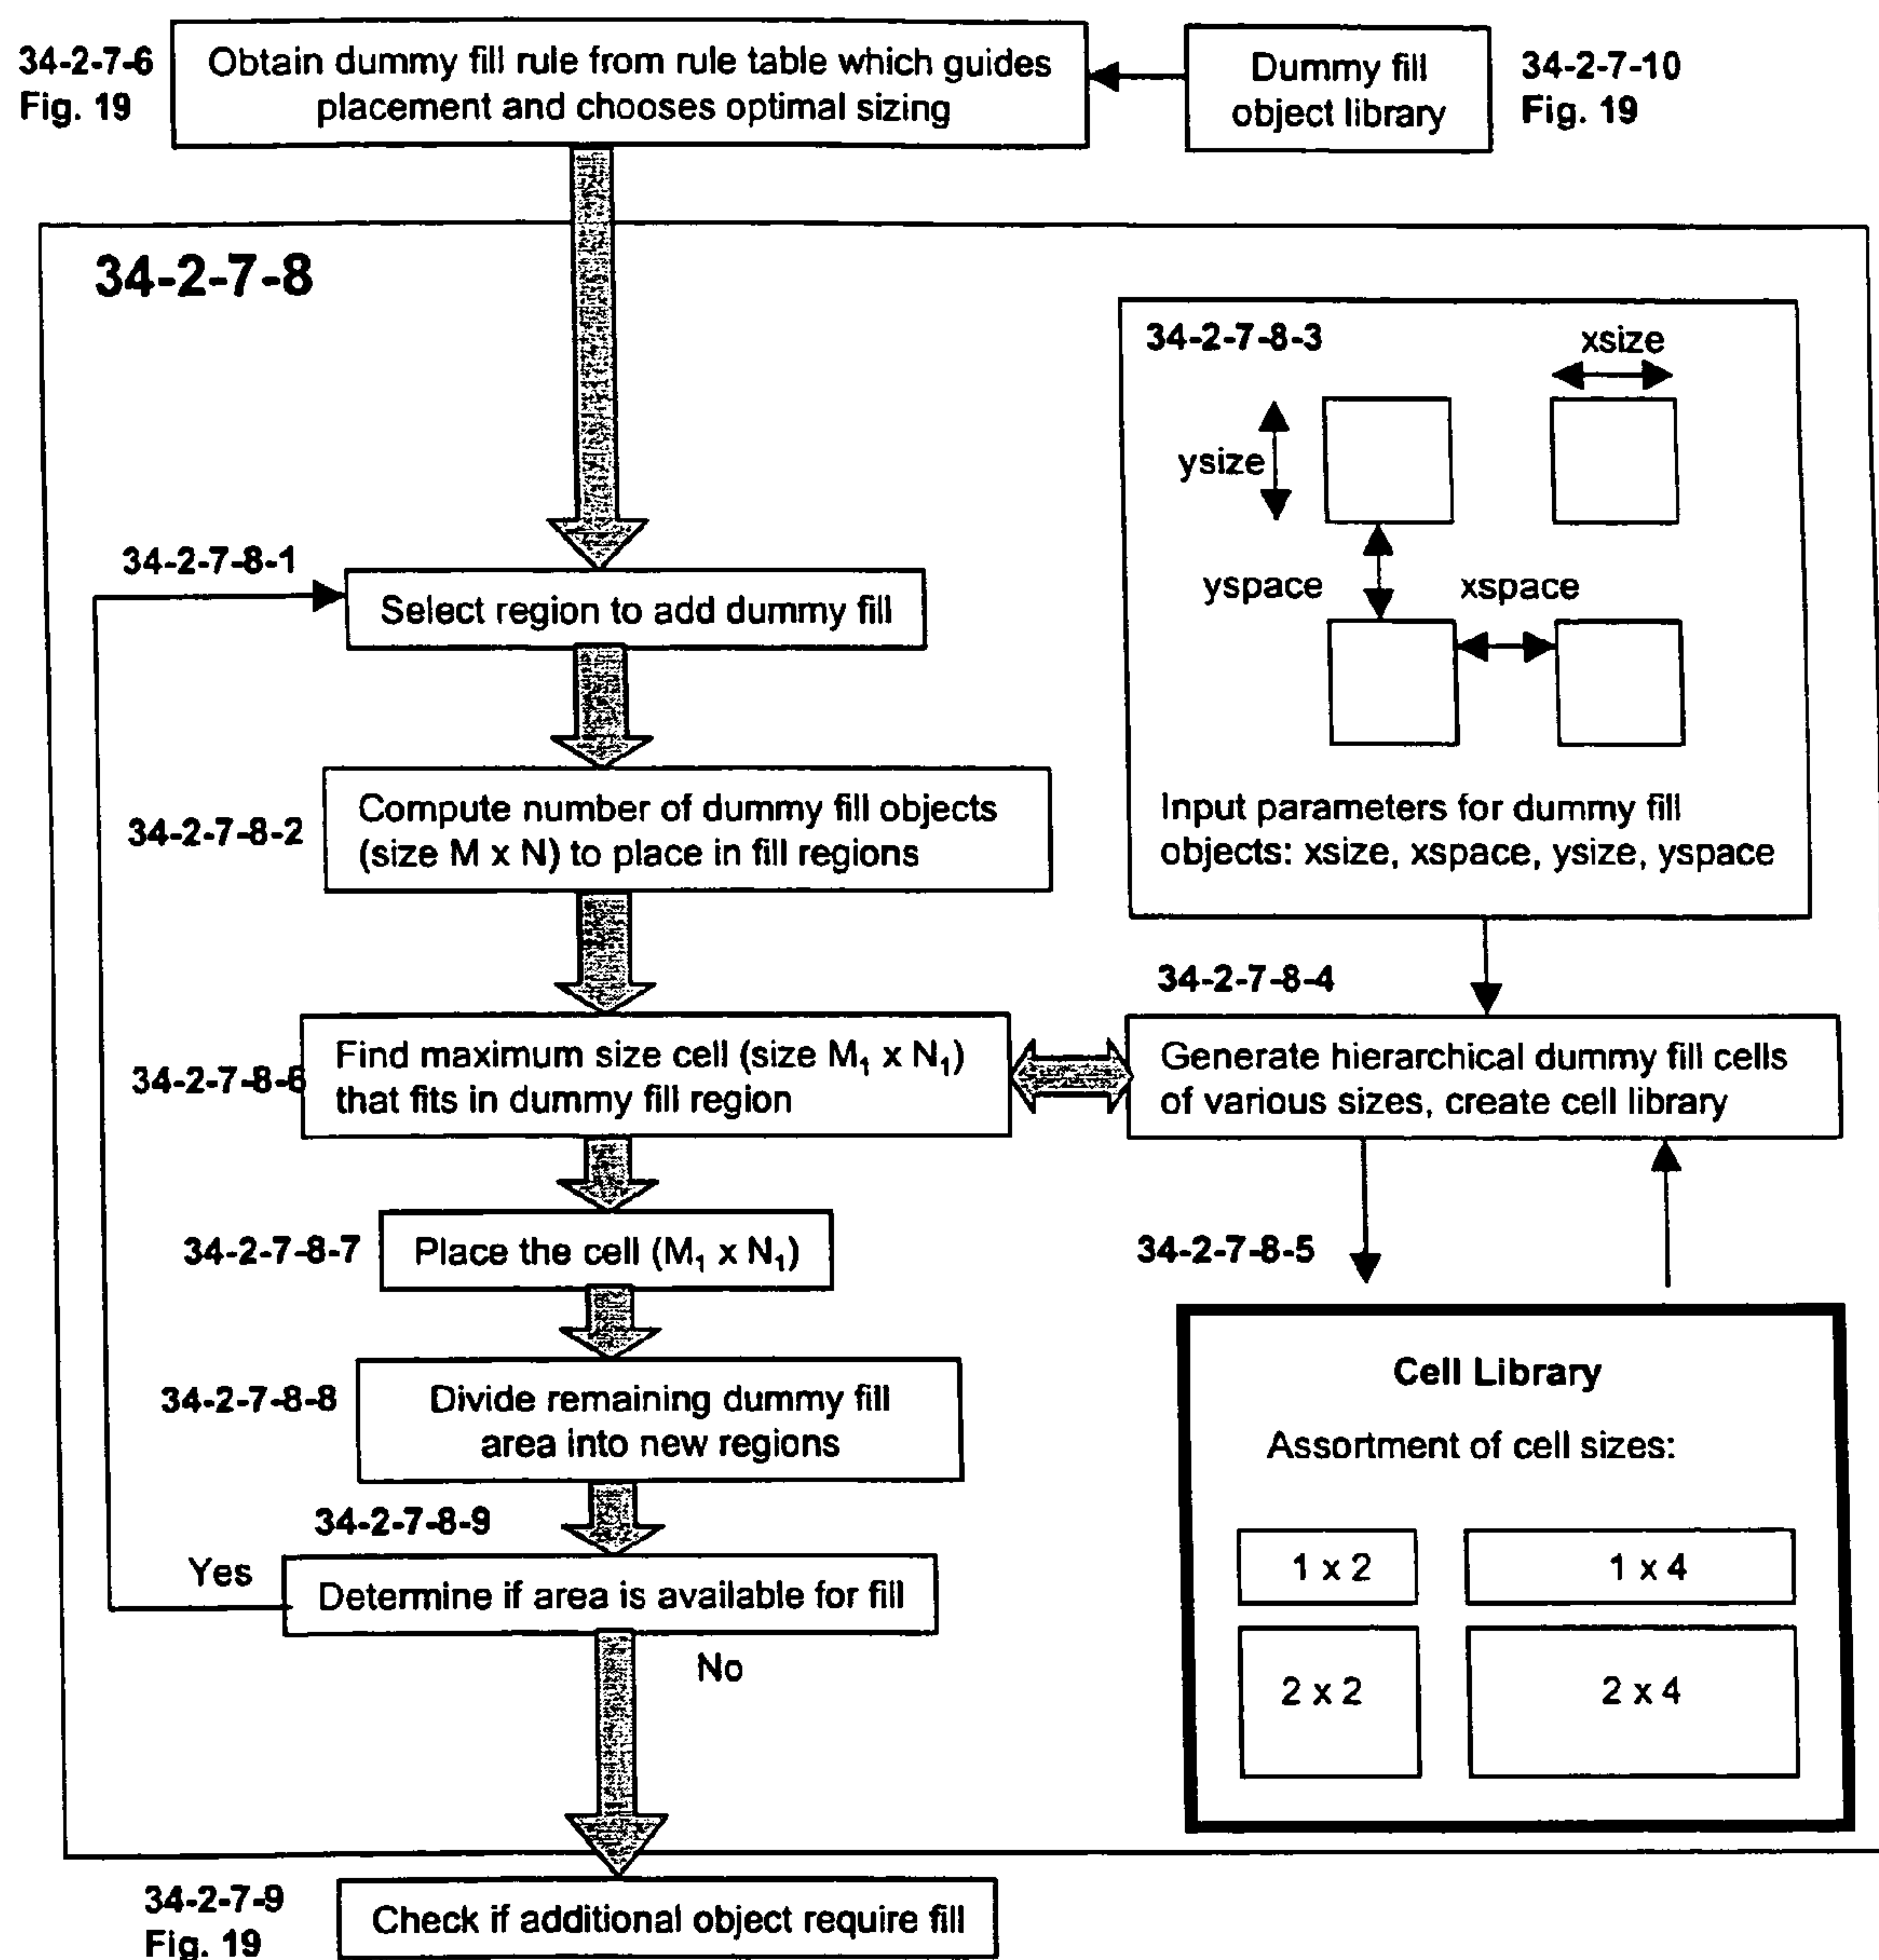 34-2-7-6
Fig. 19
Obtain dummy fill rule from rule table which guides
placement and chooses optimal sizing
Dummy fill
object library
34-2-7-10
Fig. 19
34-2-7-8
34-2-7-8-1
Select region to add dummy fill
34-2-7-8-2
Compute number of dummy fill objects
(size M x N) to place in fill regions
34-2-7-8-3
xsize
ysize
yspace
xspace
Input parameters for dummy fill
objects: xsize, xspace, ysize, yspace
34-2-7-8-4
Generate hierarchical dummy fill cells
of various sizes, create cell library
34-2-7-8-6
Find maximum size cell (size M₁ x N₁)
that fits in dummy fill region
34-2-7-8-7
Place the cell (M₁ x N₁)
34-2-7-8-5
Cell Library
Assortment of cell sizes:
1 x 2
1 x 4
2 x 2
2 x 4
34-2-7-8-8
Divide remaining dummy fill
area into new regions
34-2-7-8-9
Yes
Determine if area is available for fill
No
34-2-7-9
Fig. 19
Check if additional object require fill